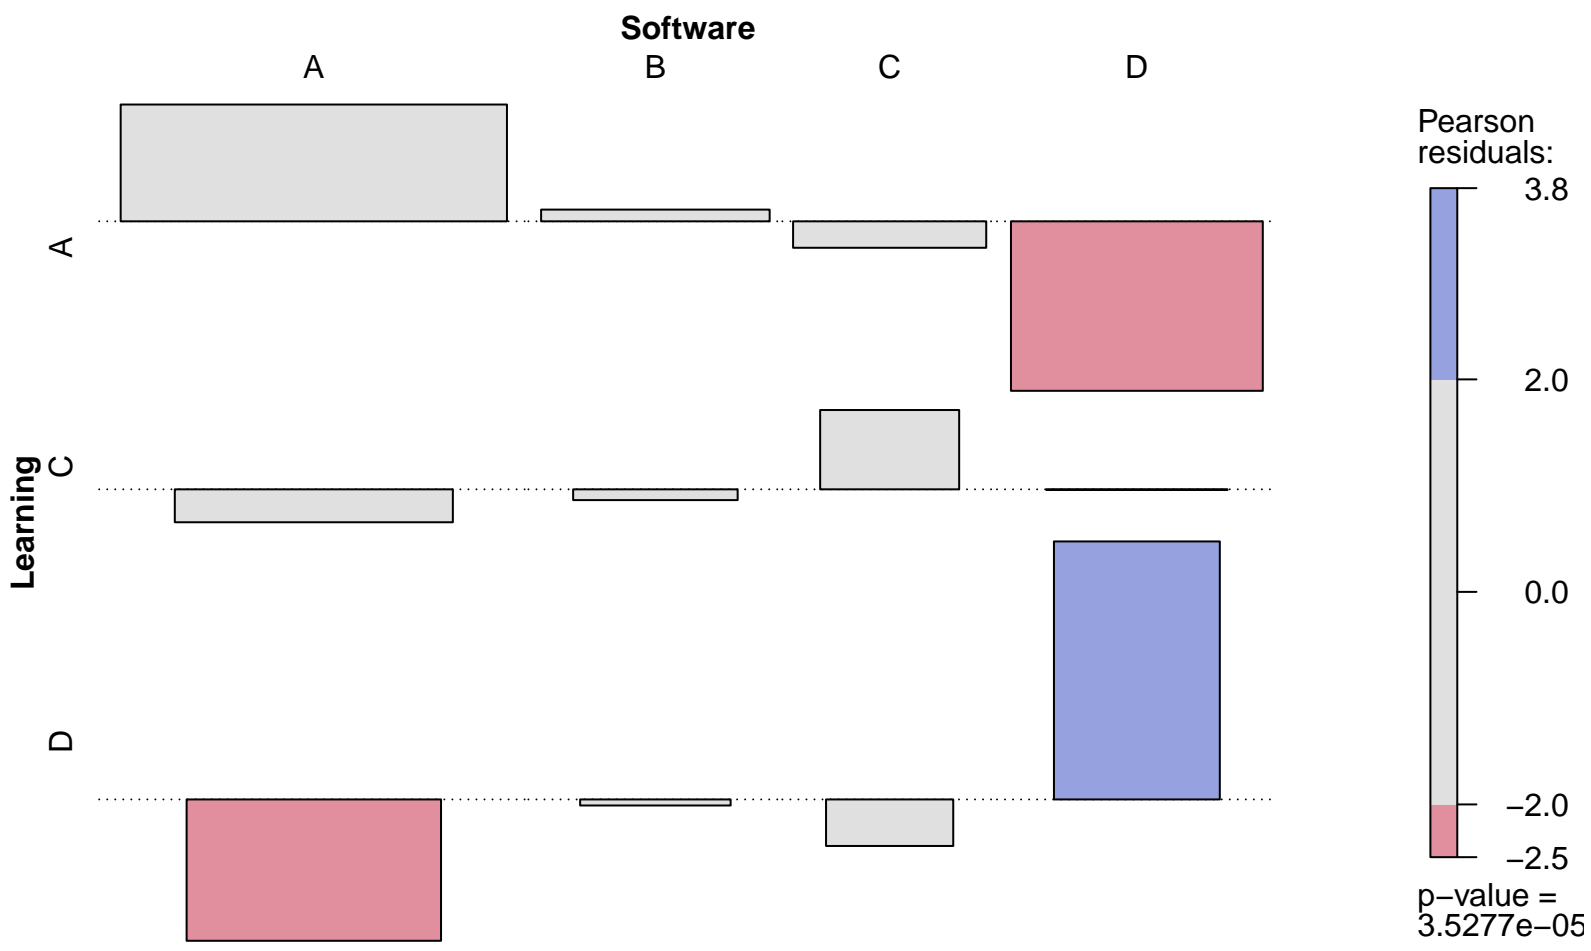 Software
A B C D
Pearson
residuals:
3.8
2.0
0.0
−2.0
−2.5
p−value =
3.5277e−05
Learning
A
C
D